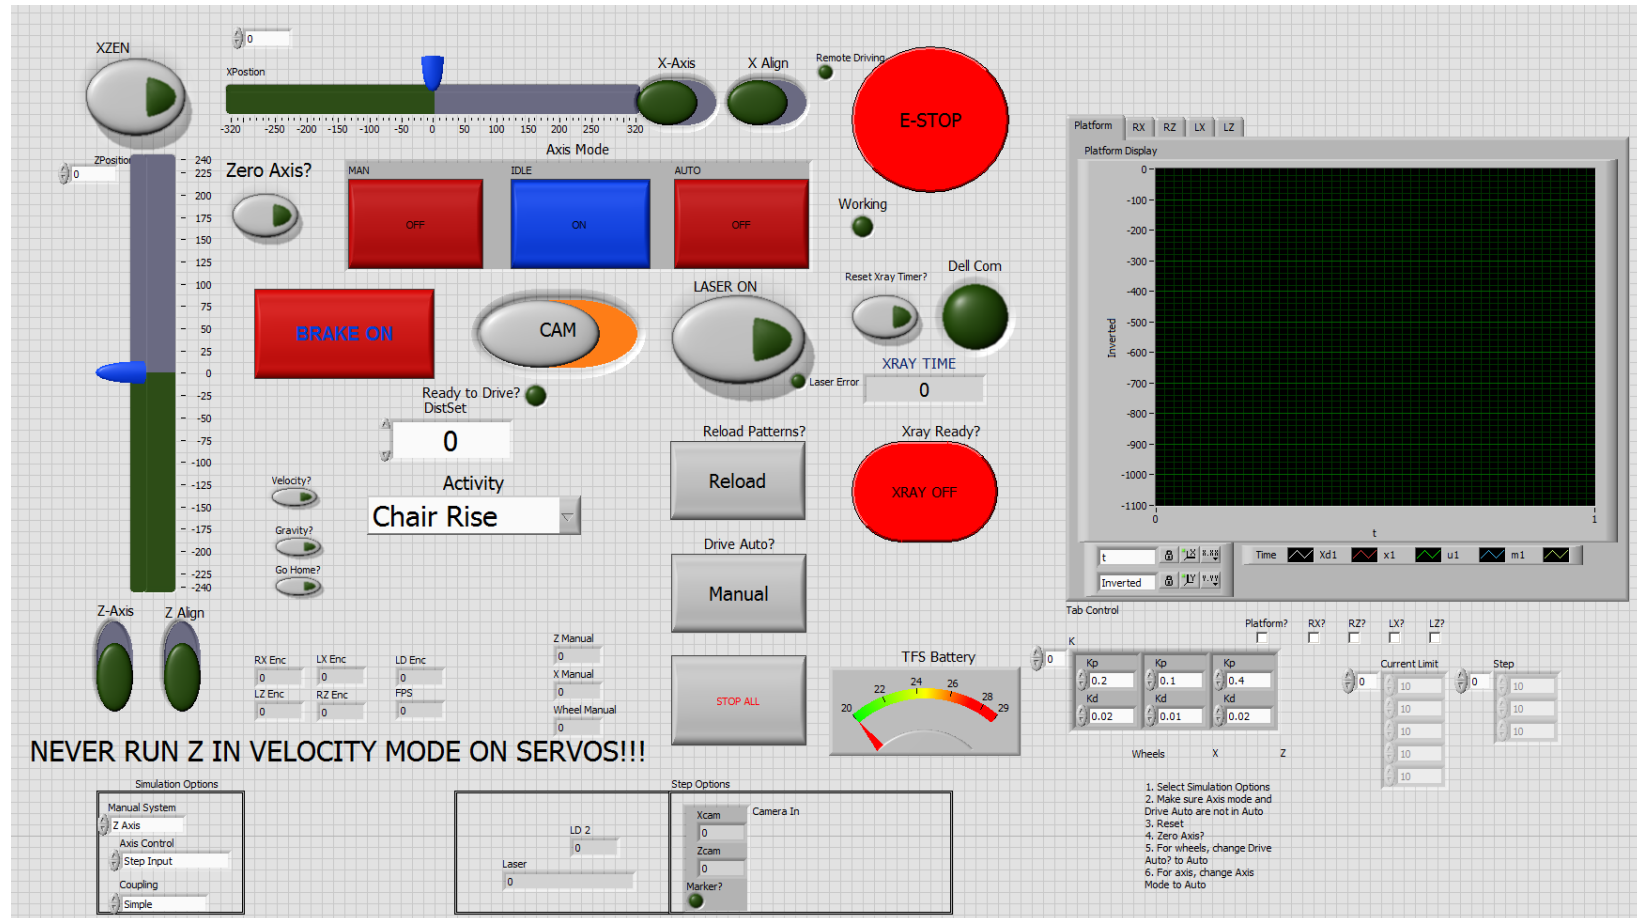 XZEN
0
XPostion
-320 -250 -200 -150 -100 -50 0 50 100 150 200 250 320
X-Axis
X Align
Remote Driving
E-STOP
ZPosition
0
240
225
200
175
150
125
100
75
50
25
0
-25
-50
-75
-100
-125
-150
-175
-200
-225
-240
Zero Axis?
Axis Mode
MAN
IDLE
AUTO
OFF
ON
OFF
Working
BRAKE ON
CAM
LASER ON
Reset Xray Timer?
Dell Com
XRAY TIME
0
Laser Error
Ready to Drive?
DistSet
0
Reload Patterns?
Reload
Xray Ready?
XRAY OFF
Velocity?
Activity
Chair Rise
Gravity?
Go Home?
Drive Auto?
Manual
Z-Axis
Z Align
RX Enc
0
LX Enc
0
LD Enc
0
LZ Enc
0
RZ Enc
0
FPS
0
Z Manual
0
X Manual
0
Wheel Manual
0
STOP ALL
TFS Battery
20 22 24 26 28 29
NEVER RUN Z IN VELOCITY MODE ON SERVOS!!!
Simulation Options
Manual System
Z Axis
Axis Control
Step Input
Coupling
Simple
LD 2
0
Laser
0
Step Options
Xcam
0
Zcam
0
Marker?
Camera In
Platform RX RZ LX LZ
Platform Display
Inverted
0
-100
-200
-300
-400
-500
-600
-700
-800
-900
-1000
-1100
0 1
t
t
X.XX
Inverted
Y.YY
Time Xd1 x1 u1 m1
Tab Control
Platform? RX? RZ? LX? LZ?
K
0
Kp Kp Kp
0.2 0.1 0.4
Kd Kd Kd
0.02 0.01 0.02
Wheels X Z
Current Limit
0
10
10
10
10
10
Step
0
10
10
10
1. Select Simulation Options
2. Make sure Axis mode and
Drive Auto are not in Auto
3. Reset
4. Zero Axis?
5. For wheels, change Drive
Auto? to Auto
6. For axis, change Axis
Mode to Auto